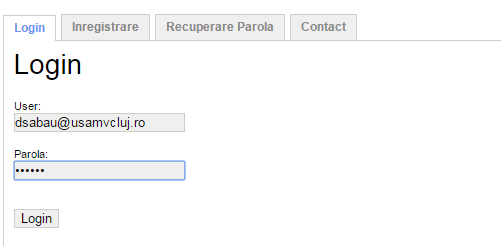 Login Inregistrare Recuperare Parola Contact
Login
User:
dsabau@usamvcluj.ro
Parola:
••••••
Login